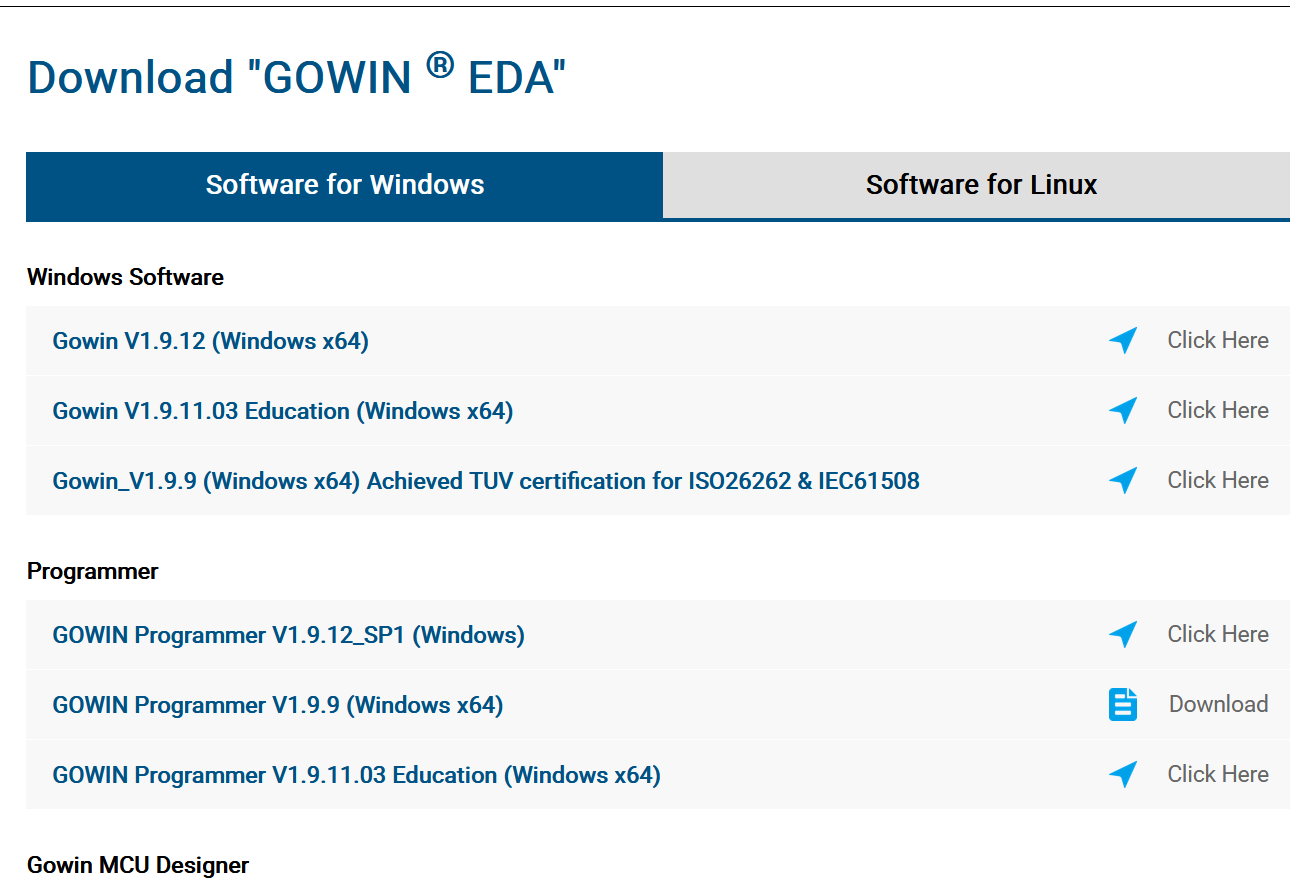 Download "GOWIN ® EDA"
Software for Windows
Software for Linux
Windows Software
Gowin V1.9.12 (Windows x64)
Click Here
Gowin V1.9.11.03 Education (Windows x64)
Click Here
Gowin_V1.9.9 (Windows x64) Achieved TUV certification for ISO26262 & IEC61508
Click Here
Programmer
GOWIN Programmer V1.9.12_SP1 (Windows)
Click Here
GOWIN Programmer V1.9.9 (Windows x64)
Download
GOWIN Programmer V1.9.11.03 Education (Windows x64)
Click Here
Gowin MCU Designer